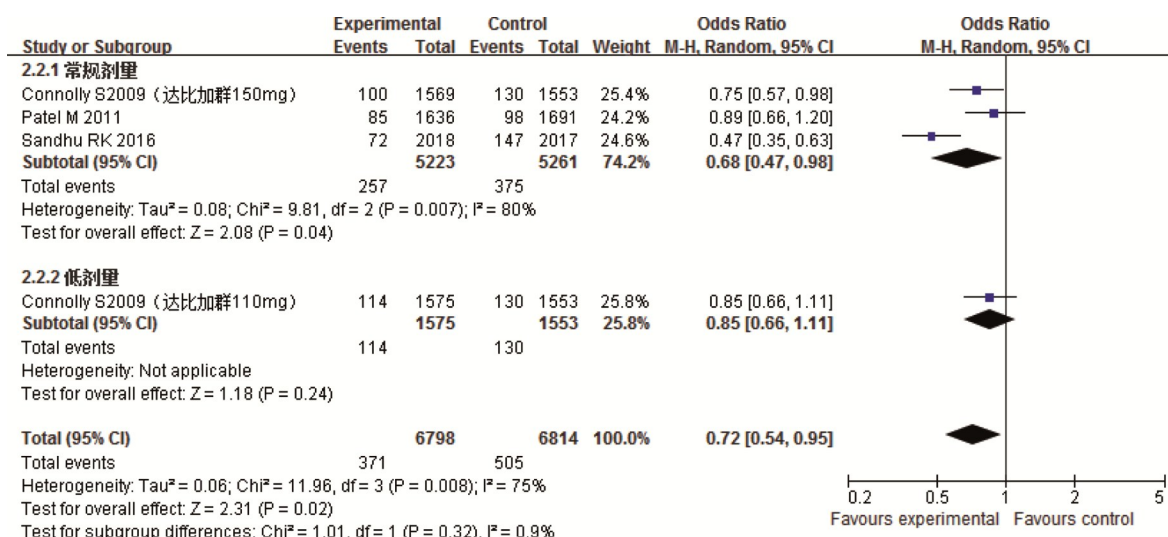 Experimental Control Odds Ratio Odds Ratio
Study or Subgroup Events Total Events Total Weight M-H, Random, 95% CI M-H, Random, 95% CI
2.2.1 常规剂量
Connolly S2009（达比加群150mg） 100 1569 130 1553 25.4% 0.75 [0.57, 0.98]
Patel M 2011 85 1636 98 1691 24.2% 0.89 [0.66, 1.20]
Sandhu RK 2016 72 2018 147 2017 24.6% 0.47 [0.35, 0.63]
Subtotal (95% CI) 5223 5261 74.2% 0.68 [0.47, 0.98]
Total events 257 375
Heterogeneity: Tau² = 0.08; Chi² = 9.81, df = 2 (P = 0.007); I² = 80%
Test for overall effect: Z = 2.08 (P = 0.04)
2.2.2 低剂量
Connolly S2009（达比加群110mg） 114 1575 130 1553 25.8% 0.85 [0.66, 1.11]
Subtotal (95% CI) 1575 1553 25.8% 0.85 [0.66, 1.11]
Total events 114 130
Heterogeneity: Not applicable
Test for overall effect: Z = 1.18 (P = 0.24)
Total (95% CI) 6798 6814 100.0% 0.72 [0.54, 0.95]
Total events 371 505
Heterogeneity: Tau² = 0.06; Chi² = 11.96, df = 3 (P = 0.008); I² = 75%
Test for overall effect: Z = 2.31 (P = 0.02)
Test for subgroup differences: Chi² = 1.01, df = 1 (P = 0.32), I² = 0.9%
0.2 0.5 1 2 5
Favours experimental Favours control